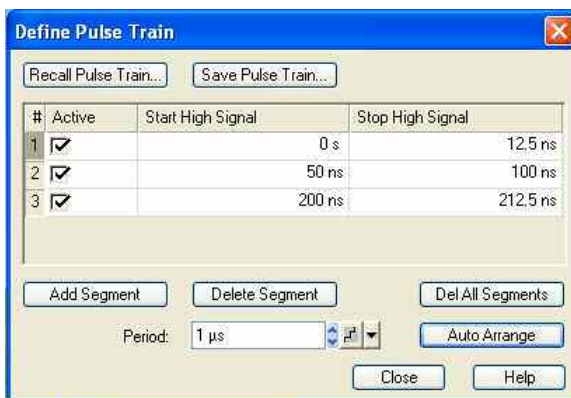 Define Pulse Train
Recall Pulse Train... Save Pulse Train...
# Active Start High Signal Stop High Signal
1 0 s 12.5 ns
2 50 ns 100 ns
3 200 ns 212.5 ns
Add Segment Delete Segment Del All Segments
Period: 1 µs Auto Arrange
Close Help